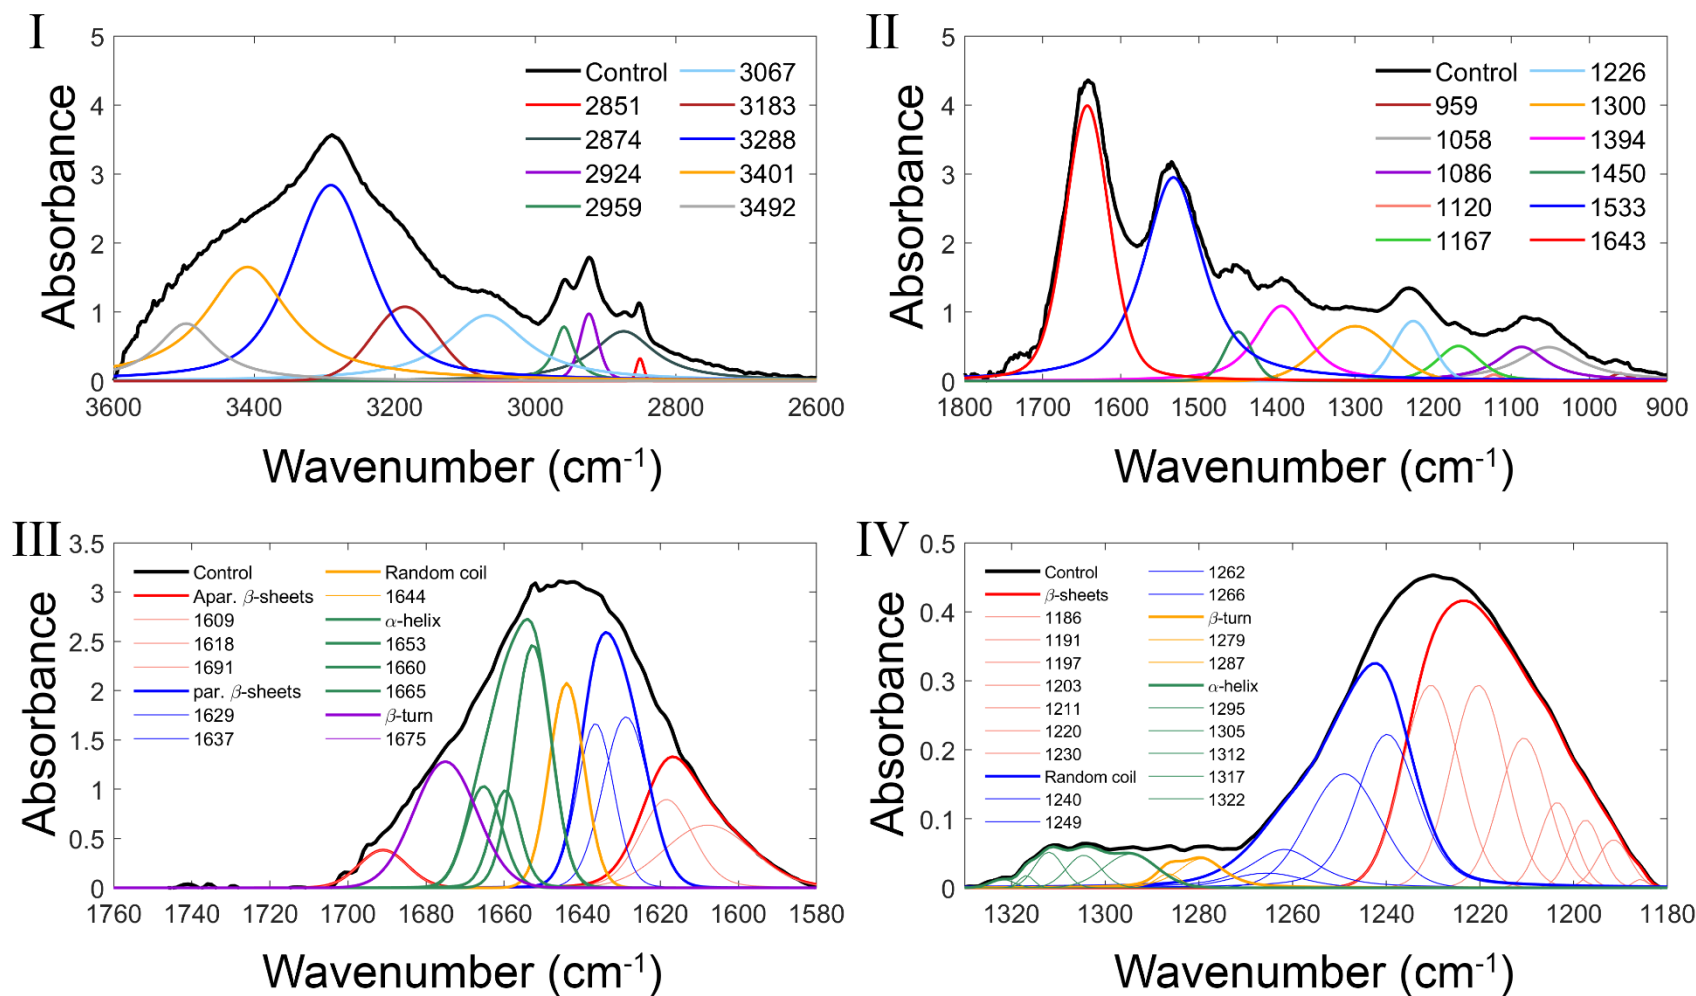 I
5
4
3
2
1
0
Absorbance
Control
2851
2874
2924
2959
3067
3183
3288
3401
3492
3600 3400 3200 3000 2800 2600
Wavenumber (cm-1)
II
5
4
3
2
1
0
Absorbance
Control
959
1058
1086
1120
1167
1226
1300
1394
1450
1533
1643
1800 1700 1600 1500 1400 1300 1200 1100 1000 900
Wavenumber (cm-1)
III
3.5
3
2.5
2
1.5
1
0.5
0
Absorbance
Control
Apar. β-sheets
1609
1618
1691
par. β-sheets
1629
1637
Random coil
1644
α-helix
1653
1660
1665
β-turn
1675
1760 1740 1720 1700 1680 1660 1640 1620 1600 1580
Wavenumber (cm-1)
IV
0.5
0.4
0.3
0.2
0.1
0
Absorbance
Control
β-sheets
1186
1191
1197
1203
1211
1220
1230
Random coil
1240
1249
1262
1266
β-turn
1279
1287
α-helix
1295
1305
1312
1317
1322
1320 1300 1280 1260 1240 1220 1200 1180
Wavenumber (cm-1)